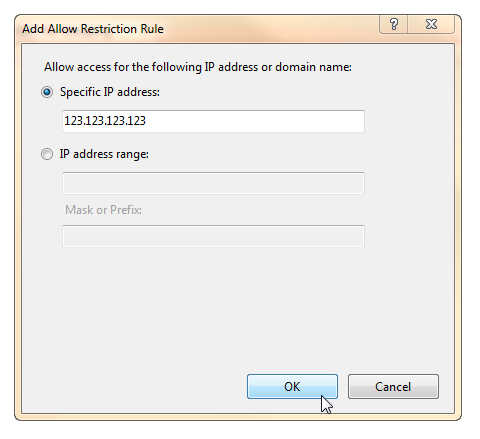 Add Allow Restriction Rule
Allow access for the following IP address or domain name:
Specific IP address:
123.123.123.123
IP address range:
Mask or Prefix:
OK
Cancel